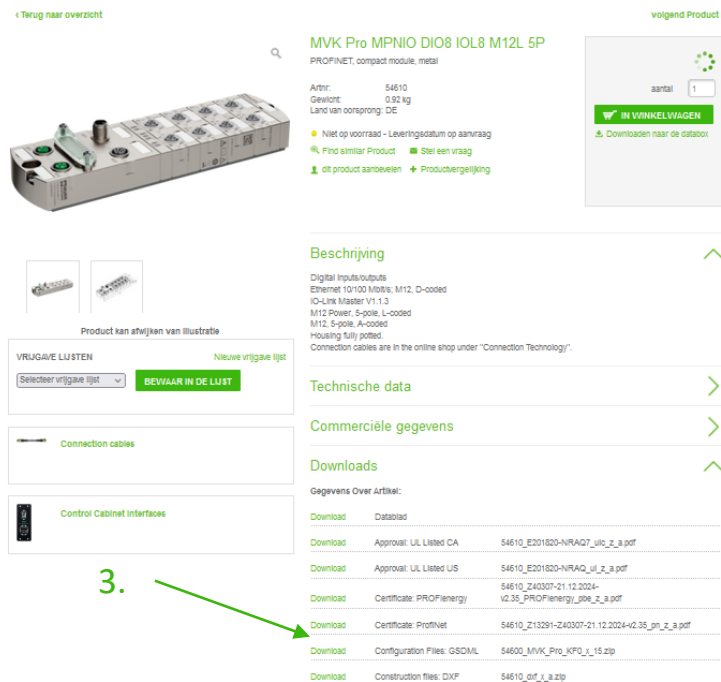 ‹ Terug naar overzicht
volgend Product
MVK Pro MPNIO DIO8 IOL8 M12L 5P
PROFINET, compact module, metal
Artnr: 54610
Gewicht: 0.92 kg
Land van oorsprong: DE
Niet op voorraad - Leveringsdatum op aanvraag
Find similar Product Stel een vraag
dit product aanbevelen Productvergelijking
aantal 1
IN WINKELWAGEN
Downloaden naar de databox
Product kan afwijken van illustratie
VRIJGAVE LIJSTEN Nieuwe vrijgave lijst
Selecteer vrijgave lijst BEWAAR IN DE LIJST
Connection cables
Control Cabinet Interfaces
3.
Beschrijving
Digital inputs/outputs
Ethernet 10/100 Mbit/s; M12, D-coded
IO-Link Master V1.1.3
M12 Power, 5-pole, L-coded
M12, 5-pole, A-coded
Housing fully potted.
Connection cables are in the online shop under "Connection Technology".
Technische data
Commerciële gegevens
Downloads
Gegevens Over Artikel:
Download Datablad
Download Approval: UL Listed CA 54610_E201820-NRAQ7_ulc_z_a.pdf
Download Approval: UL Listed US 54610_E201820-NRAQ_ul_z_a.pdf
54610_Z40307-21.12.2024-
Download Certificate: PROFIenergy v2.35_PROFIenergy_pbe_z_a.pdf
Download Certificate: ProfiNet 54610_Z13291-Z40307-21.12.2024-v2.35_pn_z_a.pdf
Download Configuration Files: GSDML 54600_MVK_Pro_KF0_x_15.zip
Download Construction files: DXF 54610_dxf_x_a.zip